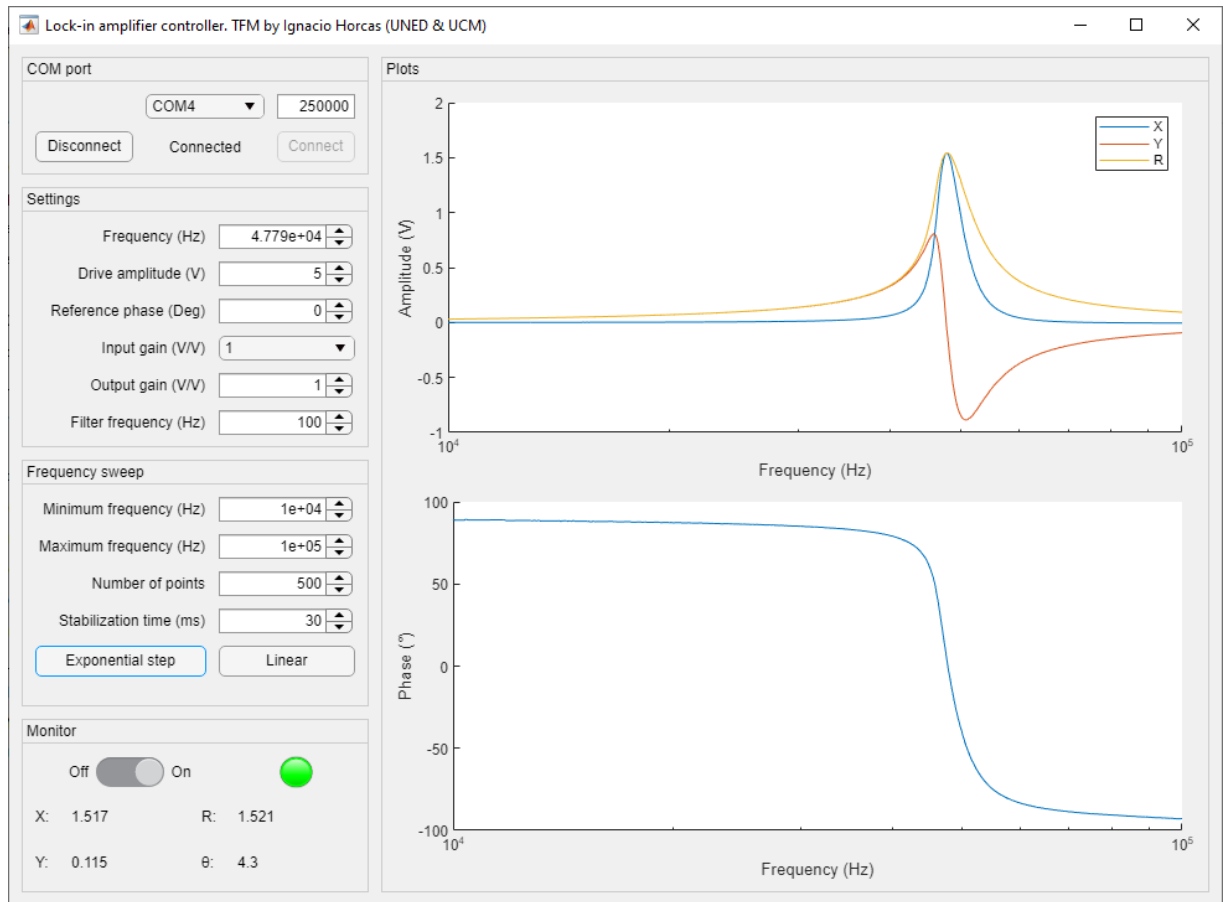 Lock-in amplifier controller. TFM by Ignacio Horcas (UNED & UCM)
COM port
COM4 250000
Disconnect Connected Connect
Settings
Frequency (Hz) 4.779e+04
Drive amplitude (V) 5
Reference phase (Deg) 0
Input gain (V/V) 1
Output gain (V/V) 1
Filter frequency (Hz) 100
Frequency sweep
Minimum frequency (Hz) 1e+04
Maximum frequency (Hz) 1e+05
Number of points 500
Stabilization time (ms) 30
Exponential step Linear
Monitor
Off On
X: 1.517 R: 1.521
Y: 0.115 θ: 4.3
Plots
Amplitude (V)
2
1.5
1
0.5
0
-0.5
-1
10⁴ 10⁵
Frequency (Hz)
X
Y
R
Phase (°)
100
50
0
-50
-100
10⁴ 10⁵
Frequency (Hz)